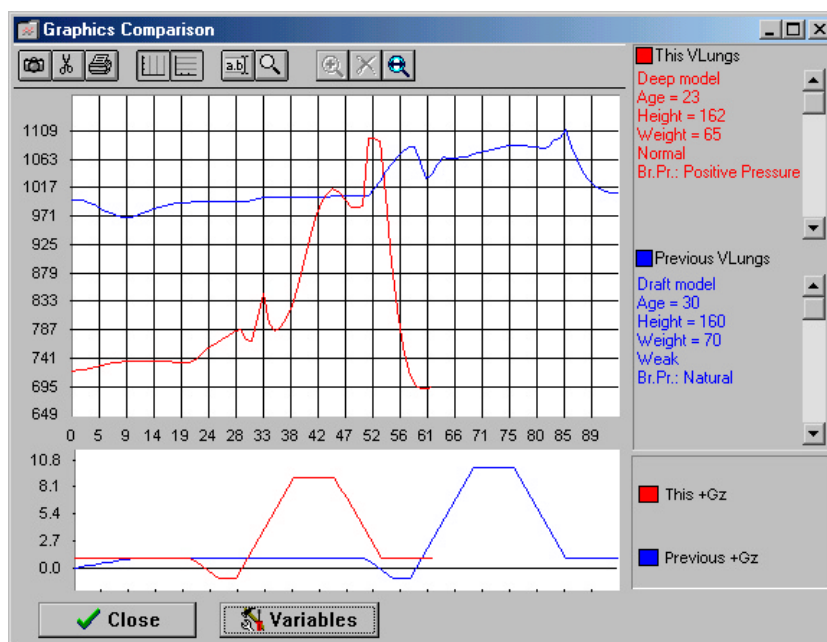 Graphics Comparison
a.b
This VLungs
Deep model
Age = 23
Height = 162
Weight = 65
Normal
Br.Pr.: Positive Pressure
Previous VLungs
Draft model
Age = 30
Height = 160
Weight = 70
Weak
Br.Pr.: Natural
1109
1063
1017
971
925
879
833
787
741
695
649
0 5 9 14 19 24 28 33 38 42 47 52 56 61 66 71 75 80 85 89
10.8
8.1
5.4
2.7
0.0
This +Gz
Previous +Gz
Close
Variables